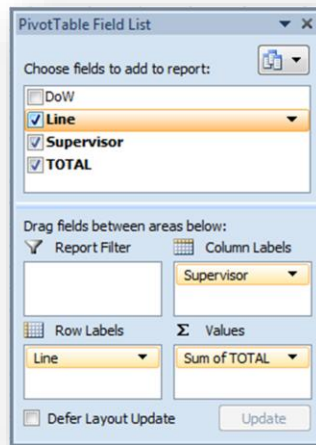 PivotTable Field List
Choose fields to add to report:
DoW
Line
Supervisor
TOTAL
Drag fields between areas below:
Report Filter
Column Labels
Supervisor
Row Labels
Σ Values
Line
Sum of TOTAL
Defer Layout Update
Update